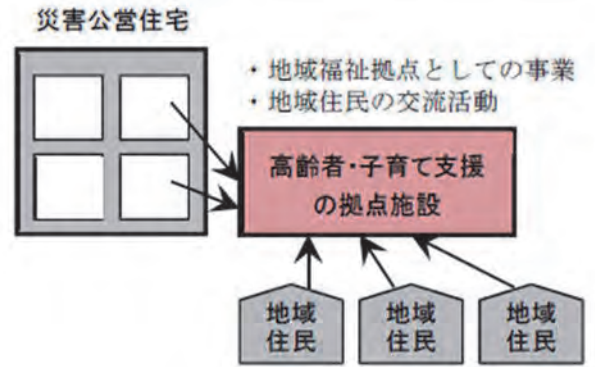 災害公営住宅
・地域福祉拠点としての事業
・地域住民の交流活動
高齢者・子育て支援
の拠点施設
地域
住民
地域
住民
地域
住民